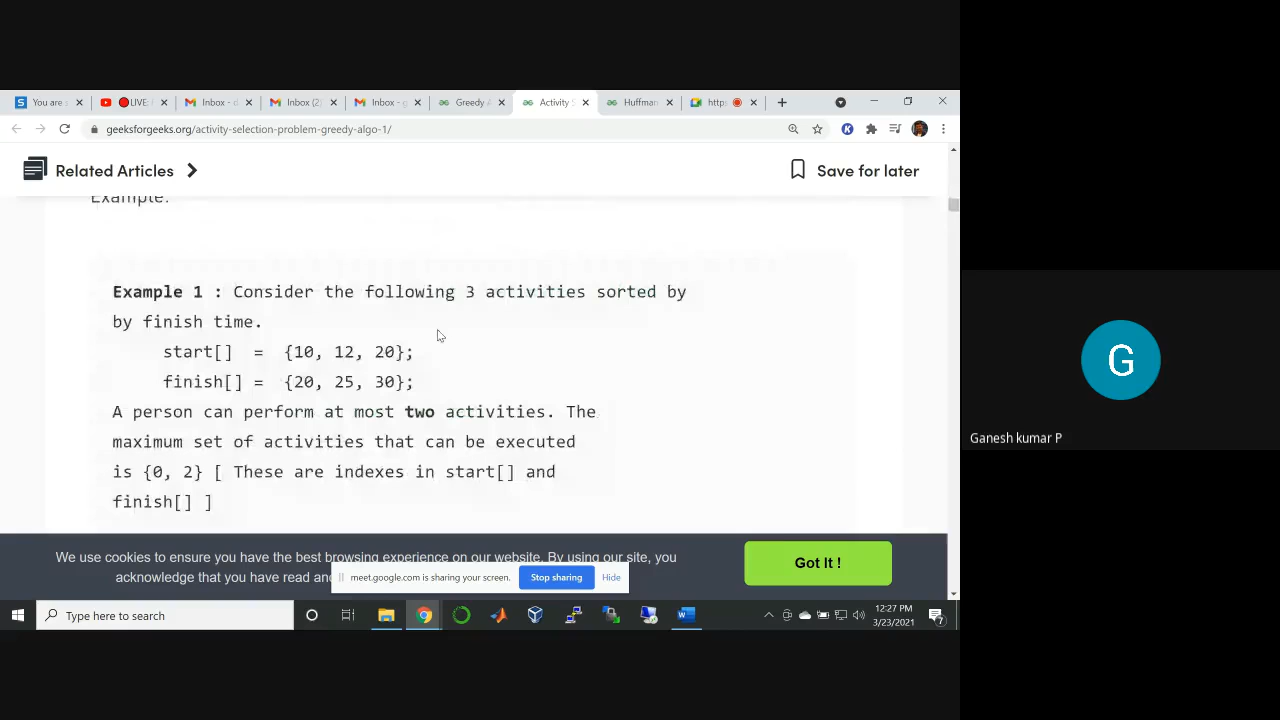 You are
LIVE:
Inbox - d
Inbox (2)
Inbox - g
Greedy A
Activity S
Huffman
http
geeksforgeeks.org/activity-selection-problem-greedy-algo-1/
Related Articles
Save for later
Example:
Example 1 : Consider the following 3 activities sorted by
by finish time.
start[] = {10, 12, 20};
finish[] = {20, 25, 30};
A person can perform at most two activities. The
maximum set of activities that can be executed
is {0, 2} [ These are indexes in start[] and
finish[] ]
We use cookies to ensure you have the best browsing experience on our website. By using our site, you
acknowledge that you have read and
Got It !
meet.google.com is sharing your screen.
Stop sharing
Hide
Type here to search
12:27 PM
3/23/2021
7
G
Ganesh kumar P